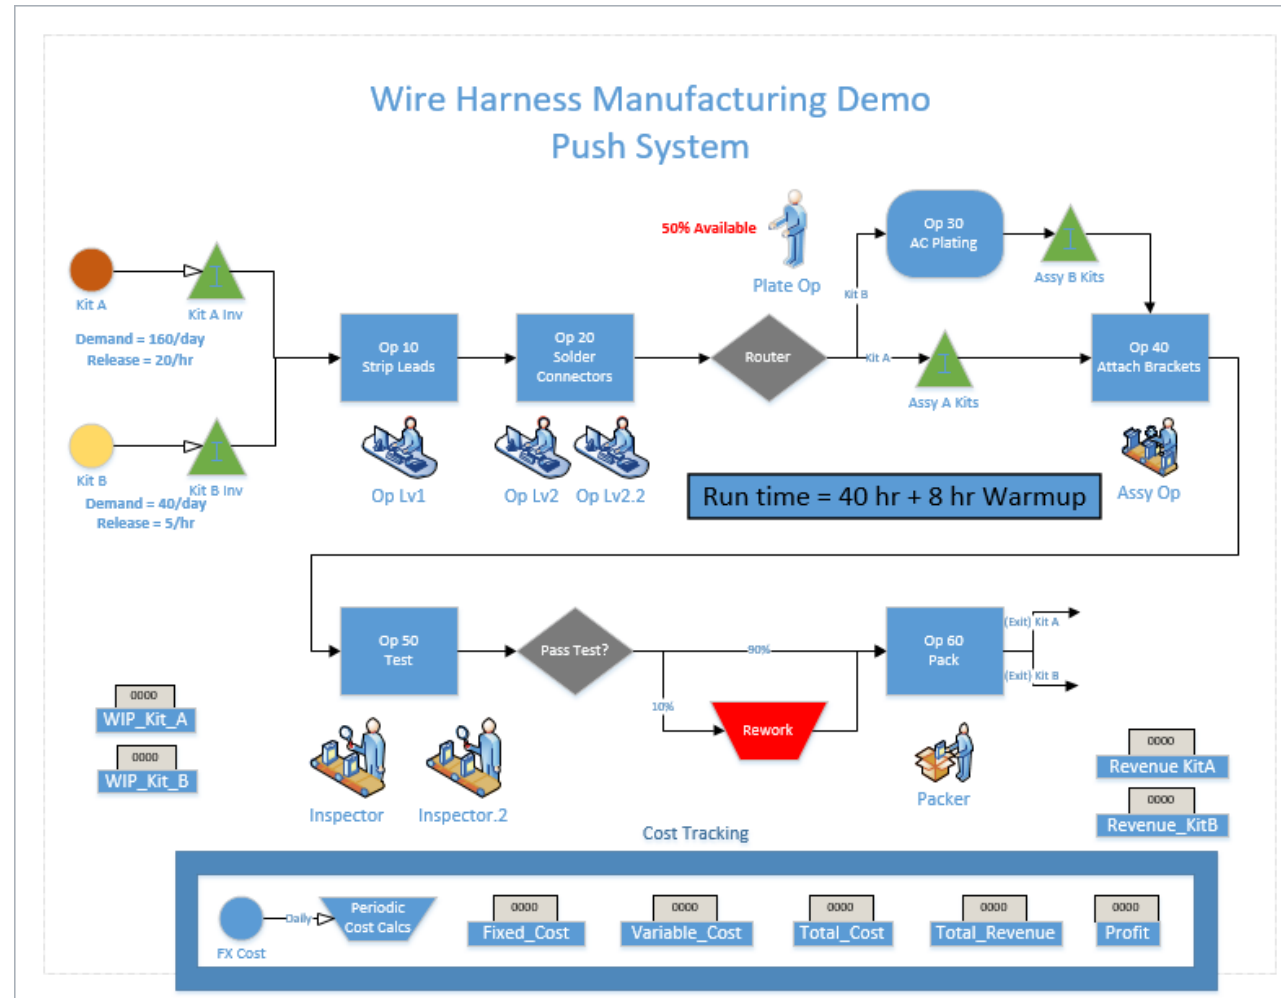 Wire Harness Manufacturing Demo
Push System
50% Available
Plate Op
Op 30
AC Plating
Assy B Kits
Kit B
Kit A
Kit A Inv
Demand = 160/day
Release = 20/hr
Op 10
Strip Leads
Op 20
Solder
Connectors
Router
Kit A
Assy A Kits
Op 40
Attach Brackets
Kit B
Kit B Inv
Demand = 40/day
Release = 5/hr
Op Lv1
Op Lv2
Op Lv2.2
Run time = 40 hr + 8 hr Warmup
Assy Op
Op 50
Test
Pass Test?
90%
10%
Rework
Op 60
Pack
(Exit) Kit A
(Exit) Kit B
0000
WIP_Kit_A
0000
WIP_Kit_B
Inspector
Inspector.2
Packer
0000
Revenue KitA
0000
Revenue_KitB
Cost Tracking
FX Cost
Daily
Periodic
Cost Calcs
0000
Fixed_Cost
0000
Variable_Cost
0000
Total_Cost
0000
Total_Revenue
0000
Profit